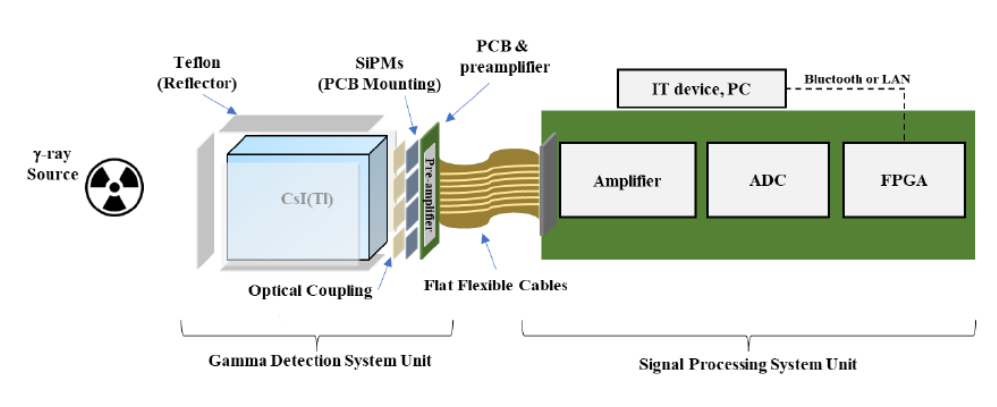 Teflon
(Reflector)
SiPMs
(PCB Mounting)
PCB &
preamplifier
IT device, PC
Bluetooth or LAN
γ-ray
Source
CsI(Tl)
Pre-amplifier
Amplifier
ADC
FPGA
Optical Coupling
Flat Flexible Cables
Gamma Detection System Unit
Signal Processing System Unit